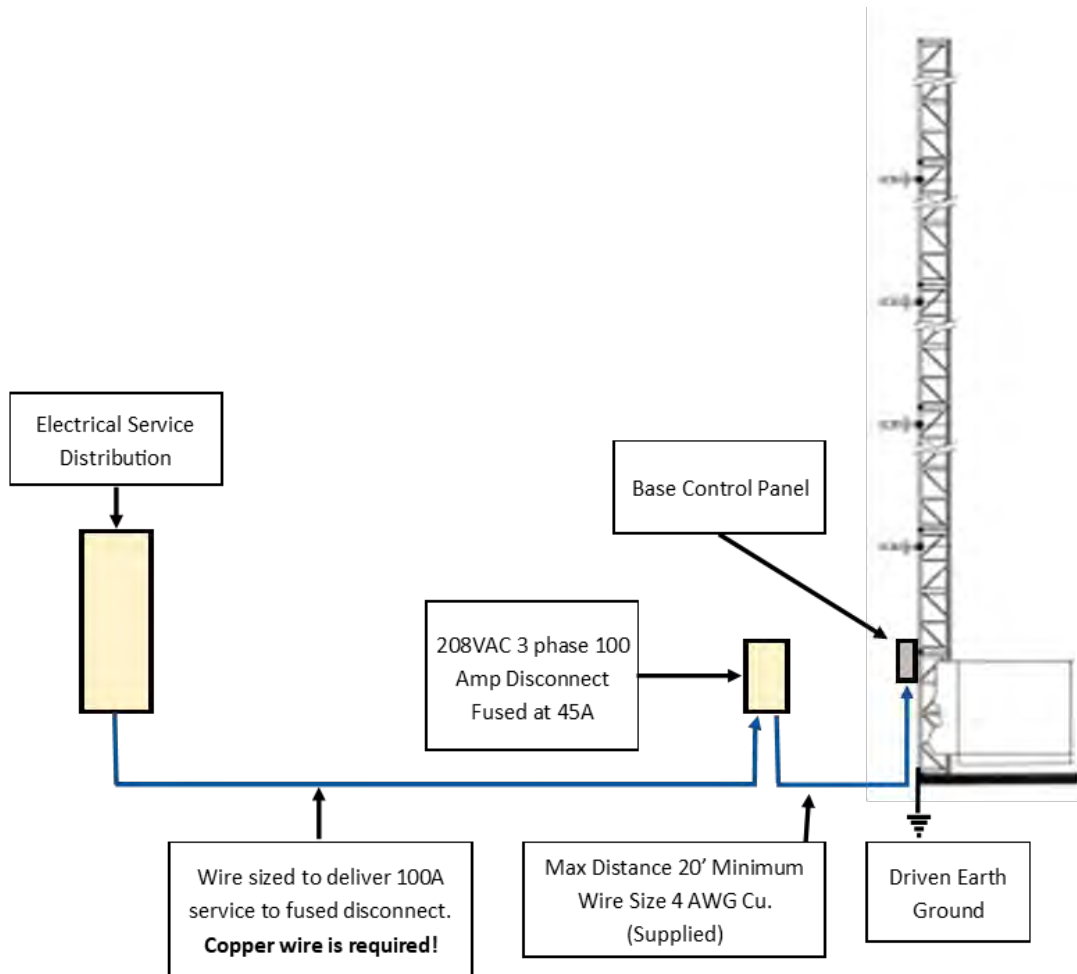 Electrical Service
Distribution
Base Control Panel
208VAC 3 phase 100
Amp Disconnect
Fused at 45A
Wire sized to deliver 100A
service to fused disconnect.
Copper wire is required!
Max Distance 20' Minimum
Wire Size 4 AWG Cu.
(Supplied)
Driven Earth
Ground